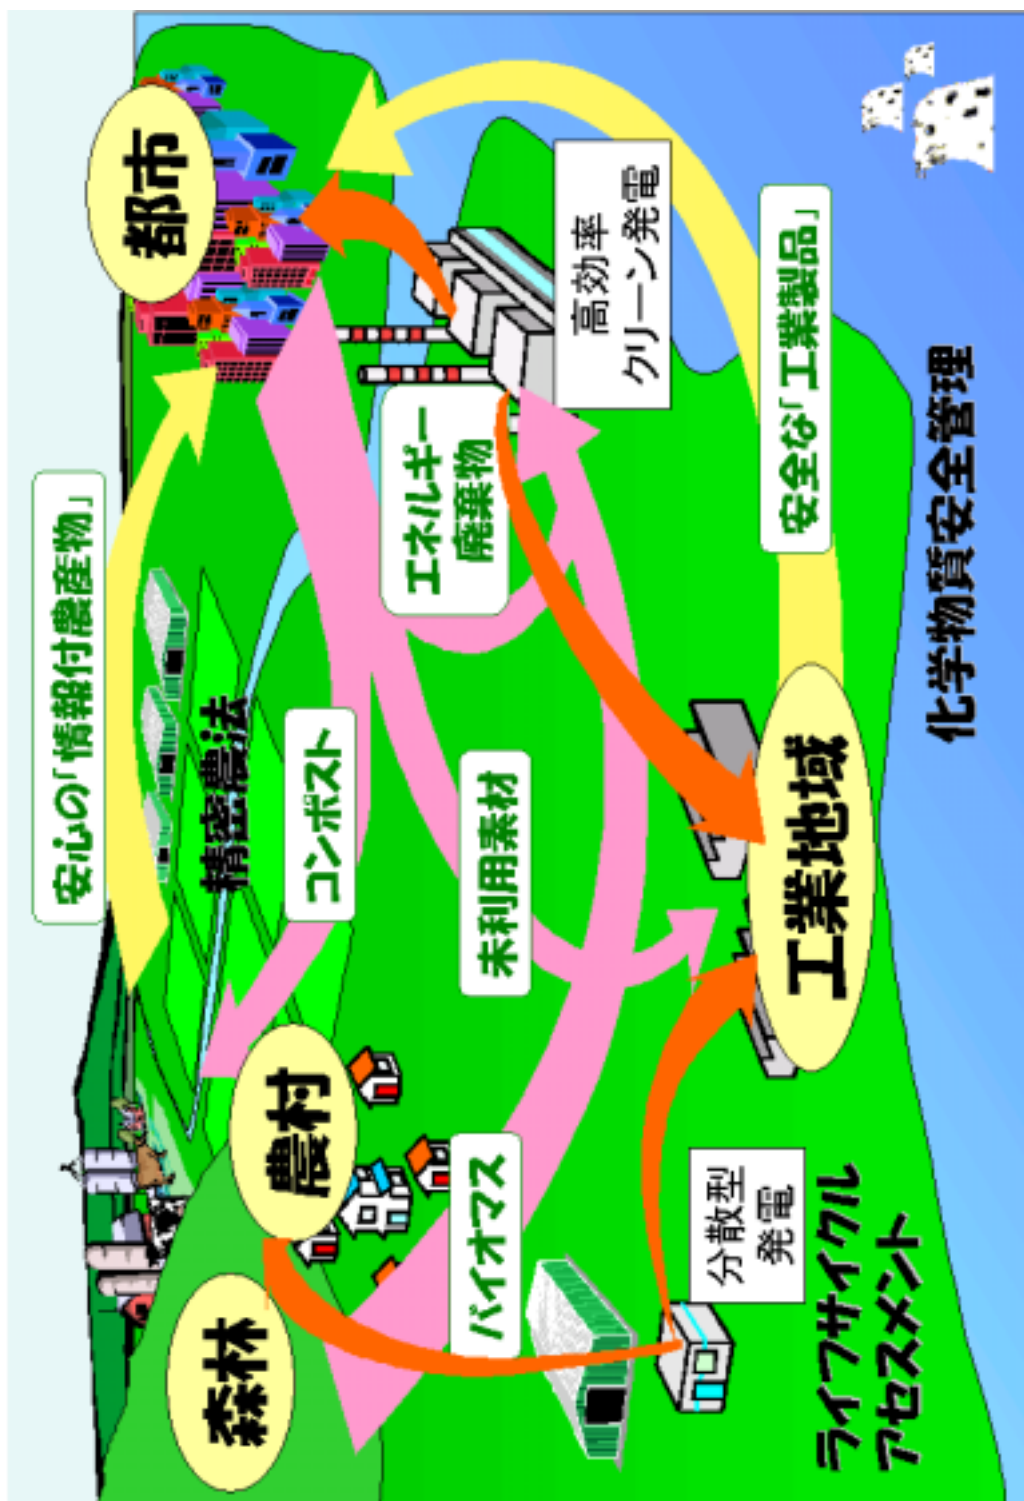 安心の「情報付農産物」
都市
森林
精密農法
農村
コンポスト
エネルギー
廃棄物
未利用素材
バイオマス
高効率
クリーン発電
分散型
発電
工業地域
安全な「工業製品」
ライフサイクル
アセスメント
化学物質安全管理